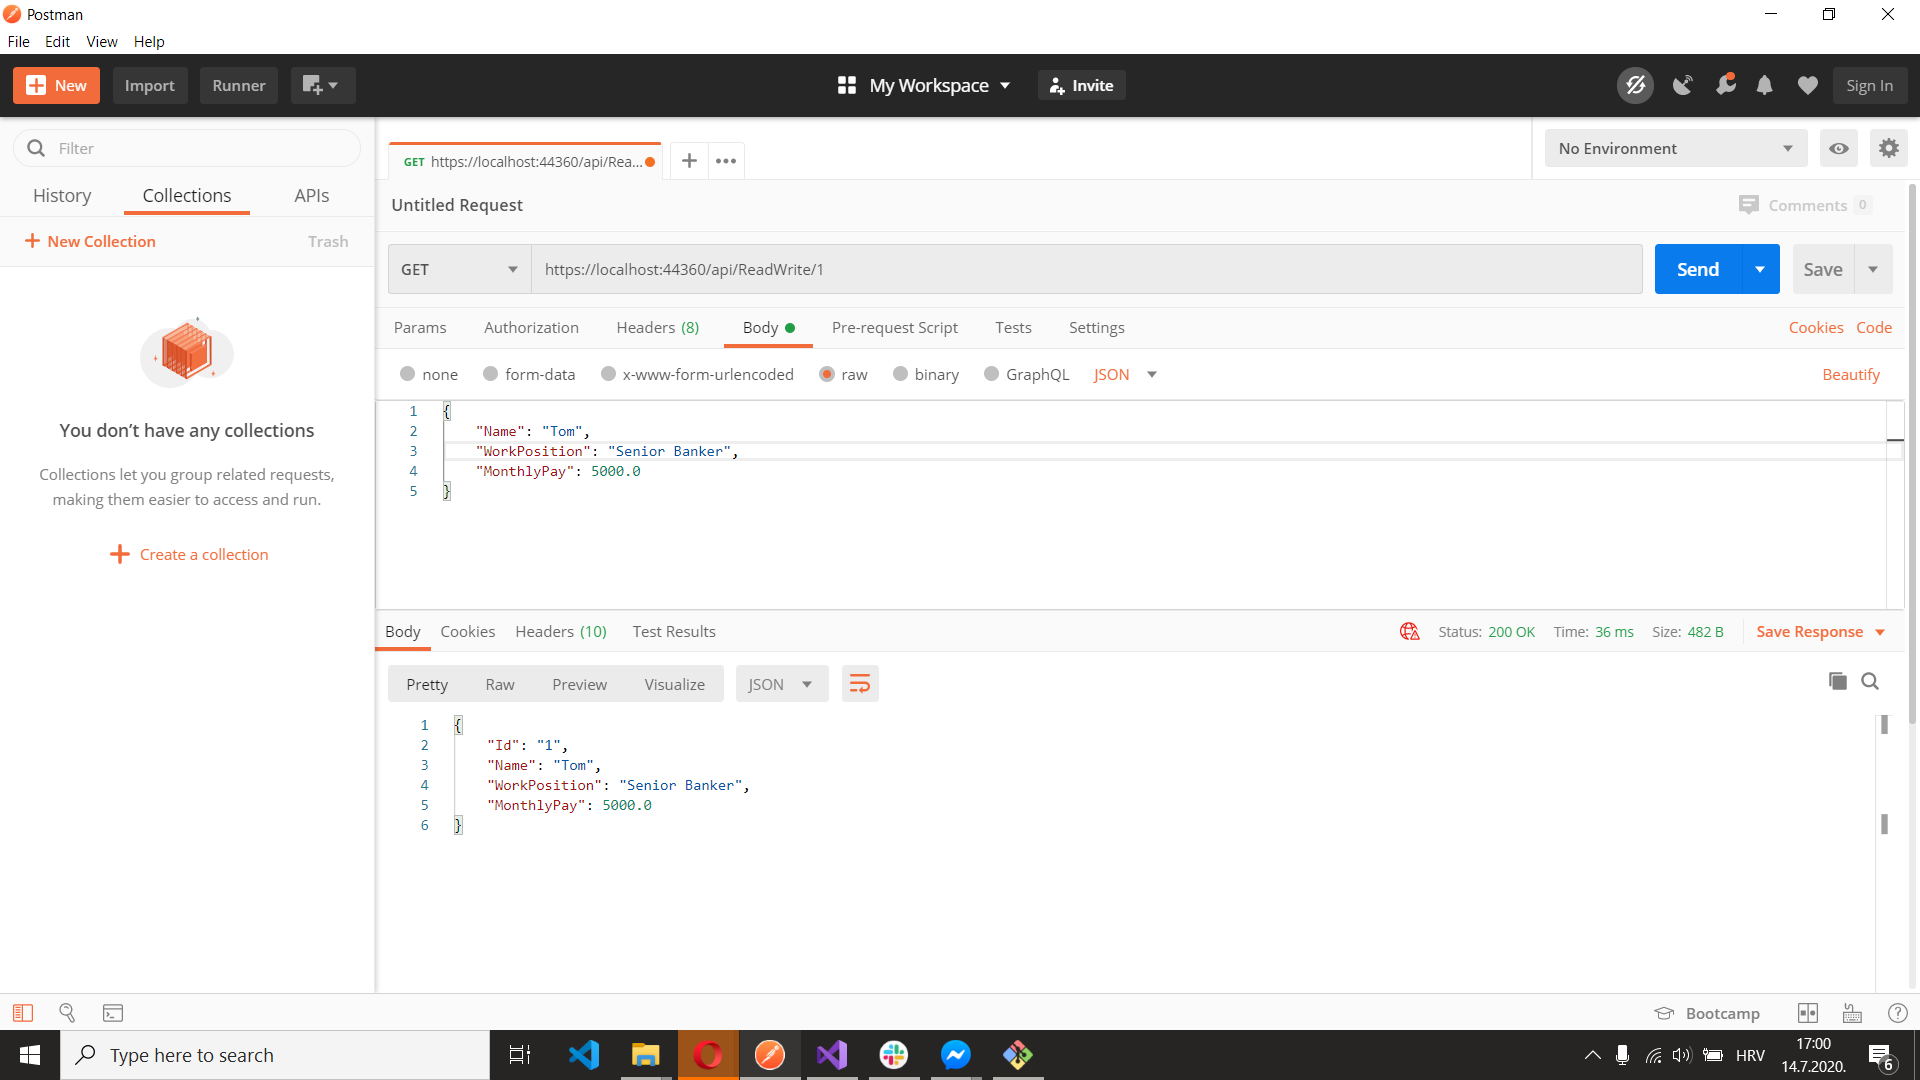 Postman
File Edit View Help
New Import Runner My Workspace Invite Sign In
Filter
History Collections APIs
New Collection Trash
You don’t have any collections
Collections let you group related requests,
making them easier to access and run.
Create a collection
GET https://localhost:44360/api/Rea...
No Environment
Untitled Request Comments 0
GET https://localhost:44360/api/ReadWrite/1 Send Save
Params Authorization Headers (8) Body Pre-request Script Tests Settings Cookies Code
none form-data x-www-form-urlencoded raw binary GraphQL JSON Beautify
1 {
2 "Name": "Tom",
3 "WorkPosition": "Senior Banker",
4 "MonthlyPay": 5000.0
5 }
Body Cookies Headers (10) Test Results Status: 200 OK Time: 36 ms Size: 482 B Save Response
Pretty Raw Preview Visualize JSON
1 {
2 "Id": "1",
3 "Name": "Tom",
4 "WorkPosition": "Senior Banker",
5 "MonthlyPay": 5000.0
6 }
Bootcamp
Type here to search
HRV
17:00
14.7.2020.
6